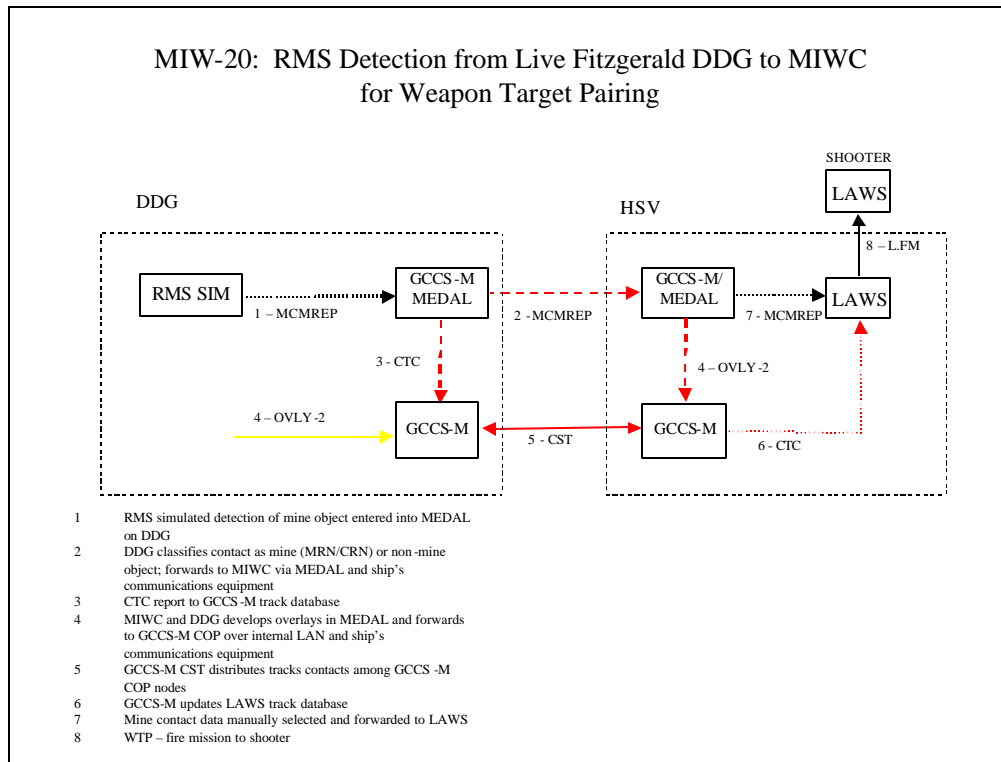 MIW-20: RMS Detection from Live Fitzgerald DDG to MIWC
for Weapon Target Pairing
SHOOTER
LAWS
DDG
HSV
8 – L.FM
RMS SIM
1 – MCMREP
GCCS-M
MEDAL
2 - MCMREP
GCCS-M/
MEDAL
7 - MCMREP
LAWS
3 - CTC
4 – OVLY-2
4 – OVLY-2
GCCS-M
5 - CST
GCCS-M
6 - CTC
1 RMS simulated detection of mine object entered into MEDAL
on DDG
2 DDG classifies contact as mine (MRN/CRN) or non-mine
object; forwards to MIWC via MEDAL and ship's
communications equipment
3 CTC report to GCCS-M track database
4 MIWC and DDG develops overlays in MEDAL and forwards
to GCCS-M COP over internal LAN and ship's
communications equipment
5 GCCS-M CST distributes tracks contacts among GCCS -M
COP nodes
6 GCCS-M updates LAWS track database
7 Mine contact data manually selected and forwarded to LAWS
8 WTP – fire mission to shooter